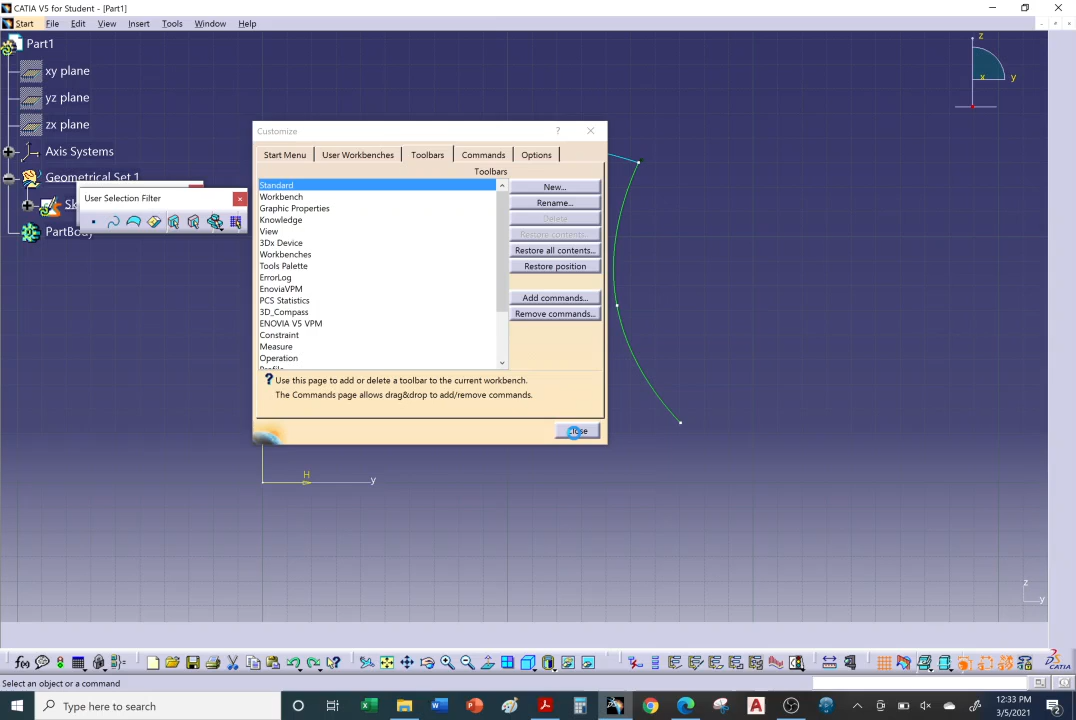 CATIA V5 for Student - [Part1]
Start File Edit View Insert Tools Window Help
Part1
xy plane
yz plane
zx plane
Axis Systems
Geometrical Set.1
PartBody
User Selection Filter
Customize
?
Start Menu User Workbenches Toolbars Commands Options
Toolbars
Standard
Workbench
Graphic Properties
Knowledge
View
3Dx Device
Workbenches
Tools Palette
ErrorLog
EnoviaVPM
PCS Statistics
3D_Compass
ENOVIA V5 VPM
Constraint
Measure
Operation
Profile
New...
Rename...
Delete
Restore contents...
Restore all contents...
Restore position
Add commands...
Remove commands...
Use this page to add or delete a toolbar to the current workbench.
The Commands page allows drag&drop to add/remove commands.
Close
z
x y
H
y
z
y
f(x)
CATIA
Select an object or a command
Type here to search
12:33 PM
3/5/2021
2